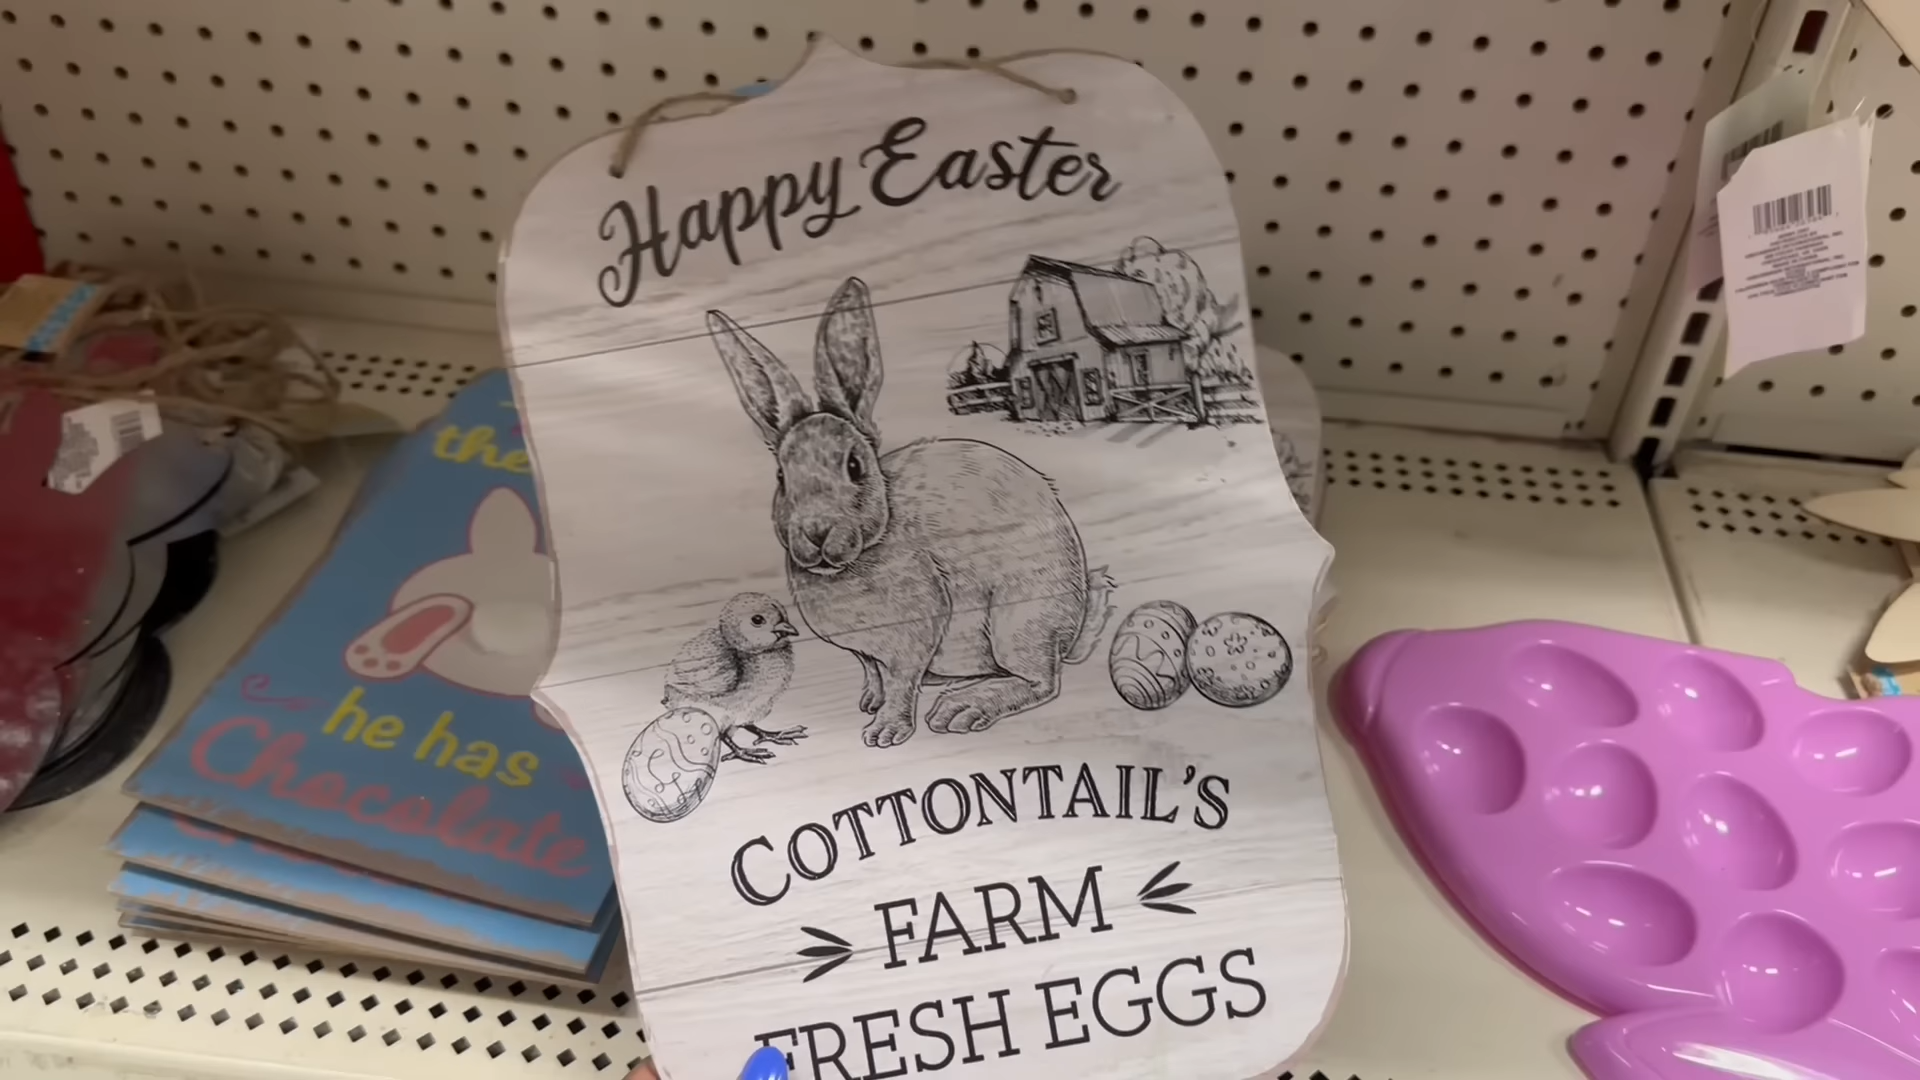 Happy Easter
COTTONTAIL'S
FARM
FRESH EGGS
the
he has
Chocolate